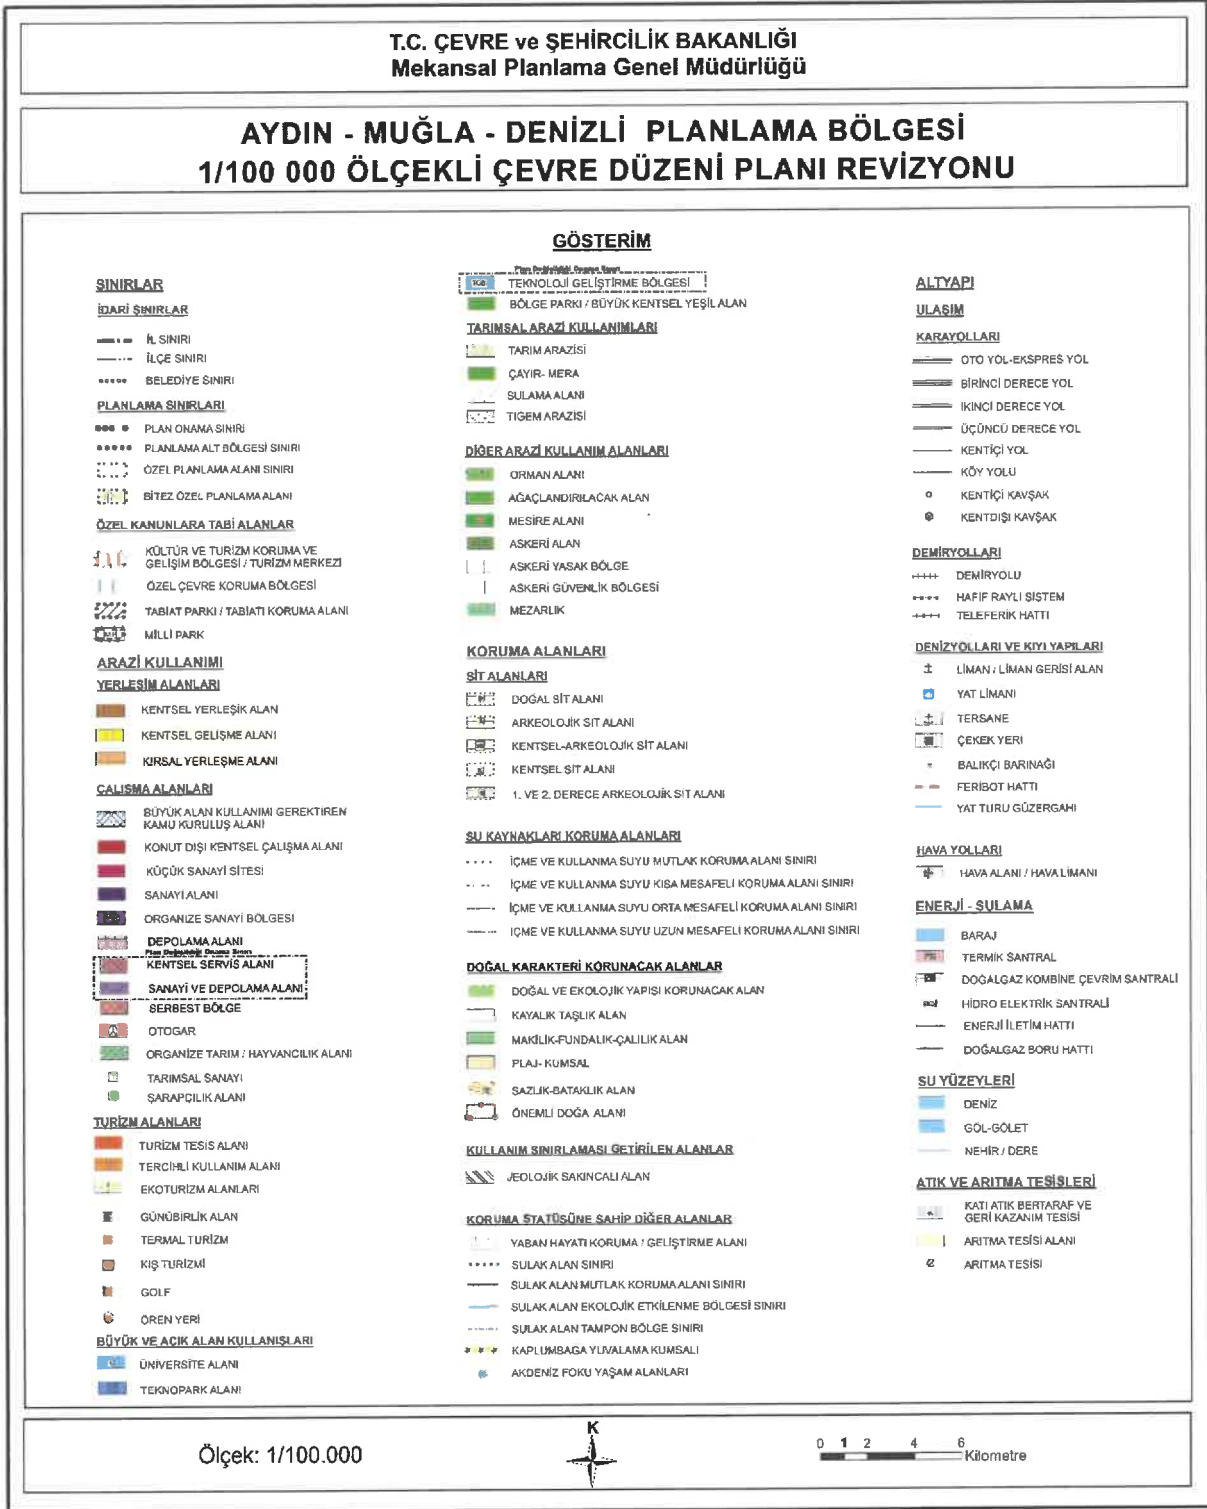 T.C. ÇEVRE ve ŞEHİRCİLİK BAKANLIĞI
Mekansal Planlama Genel Müdürlüğü
AYDIN - MUĞLA - DENİZLİ PLANLAMA BÖLGESİ
1/100 000 ÖLÇEKLİ ÇEVRE DÜZENİ PLANI REVİZYONU
GÖSTERİM
SINIRLAR
İDARİ SINIRLAR
İL SINIRI
İLÇE SINIRI
BELEDİYE SINIRI
PLANLAMA SINIRLARI
PLAN ONAMA SINIRI
PLANLAMA ALT BÖLGESİ SINIRI
ÖZEL PLANLAMA ALANI SINIRI
BİTEZ ÖZEL PLANLAMA ALANI
ÖZEL KANUNLARA TABİ ALANLAR
KÜLTÜR VE TURİZM KORUMA VE
GELİŞİM BÖLGESİ / TURİZM MERKEZİ
ÖZEL ÇEVRE KORUMA BÖLGESİ
TABİAT PARKI / TABİATI KORUMA ALANI
MİLLİ PARK
ARAZİ KULLANIMI
YERLEŞİM ALANLARI
KENTSEL YERLEŞİK ALAN
KENTSEL GELİŞME ALANI
KIRSAL YERLEŞME ALANI
ÇALIŞMA ALANLARI
BÜYÜK ALAN KULLANIMI GEREKTİREN
KAMU KURULUŞ ALANI
KONUT DIŞI KENTSEL ÇALIŞMA ALANI
KÜÇÜK SANAYİ SİTESİ
SANAYİ ALANI
ORGANİZE SANAYİ BÖLGESİ
DEPOLAMA ALANI
Plan Değişikliği Onama Sınırı
KENTSEL SERVİS ALANI
SANAYİ VE DEPOLAMA ALANI
SERBEST BÖLGE
OTOGAR
ORGANİZE TARIM / HAYVANCILIK ALANI
TARIMSAL SANAYİ
ŞARAPÇILIK ALANI
TURİZM ALANLARI
TURİZM TESİS ALANI
TERCİHLİ KULLANIM ALANI
EKOTURİZM ALANLARI
GÜNÜBİRLİK ALAN
TERMAL TURİZM
KIŞ TURİZMİ
GOLF
ÖREN YERİ
BÜYÜK VE AÇIK ALAN KULLANIŞLARI
ÜNİVERSİTE ALANI
TEKNOPARK ALANI
Plan Değişikliği Onama Sınırı
TGB
TEKNOLOJİ GELİŞTİRME BÖLGESİ
BÖLGE PARKI / BÜYÜK KENTSEL YEŞİL ALAN
TARIMSAL ARAZİ KULLANIMLARI
TARIM ARAZİSİ
ÇAYIR- MERA
SULAMA ALANI
TIGEM ARAZİSİ
DİĞER ARAZİ KULLANIM ALANLARI
ORMAN ALANI
AĞAÇLANDIRILACAK ALAN
MESİRE ALANI
ASKERİ ALAN
ASKERİ YASAK BÖLGE
ASKERİ GÜVENLİK BÖLGESİ
MEZARLIK
KORUMA ALANLARI
SİT ALANLARI
DOĞAL SİT ALANI
ARKEOLOJİK SİT ALANI
KENTSEL-ARKEOLOJİK SİT ALANI
KENTSEL SİT ALANI
1. VE 2. DERECE ARKEOLOJİK SİT ALANI
SU KAYNAKLARI KORUMA ALANLARI
İÇME VE KULLANMA SUYU MUTLAK KORUMA ALANI SINIRI
İÇME VE KULLANMA SUYU KISA MESAFELİ KORUMA ALANI SINIRI
İÇME VE KULLANMA SUYU ORTA MESAFELİ KORUMA ALANI SINIRI
İÇME VE KULLANMA SUYU UZUN MESAFELİ KORUMA ALANI SINIRI
DOĞAL KARAKTERİ KORUNACAK ALANLAR
DOĞAL VE EKOLOJİK YAPISI KORUNACAK ALAN
KAYALIK TAŞLIK ALAN
MAKİLİK-FUNDALIK-ÇALILIK ALAN
PLAJ- KUMSAL
SAZLIK-BATAKLIK ALAN
ÖNEMLİ DOĞA ALANI
KULLANIM SINIRLAMASI GETİRİLEN ALANLAR
JEOLOJİK SAKINCALI ALAN
KORUMA STATÜSÜNE SAHİP DİĞER ALANLAR
YABAN HAYATI KORUMA / GELİŞTİRME ALANI
SULAK ALAN SINIRI
SULAK ALAN MUTLAK KORUMA ALANI SINIRI
SULAK ALAN EKOLOJİK ETKİLENME BÖLGESİ SINIRI
SULAK ALAN TAMPON BÖLGE SINIRI
KAPLUMBAGA YUVALAMA KUMSALI
AKDENİZ FOKU YAŞAM ALANLARI
ALTYAPI
ULAŞIM
KARAYOLLARI
OTO YOL-EKSPRES YOL
BİRİNCİ DERECE YOL
İKİNCİ DERECE YOL
ÜÇÜNCÜ DERECE YOL
KENTİÇİ YOL
KÖY YOLU
KENTİÇİ KAVŞAK
KENTDIŞI KAVŞAK
DEMİRYOLLARI
DEMİRYOLU
HAFİF RAYLI SİSTEM
TELEFERİK HATTI
DENİZYOLLARI VE KIYI YAPILARI
LİMAN / LİMAN GERİSİ ALAN
YAT LİMANI
TERSANE
ÇEKEK YERİ
BALIKÇI BARINAĞI
FERİBOT HATTI
YAT TURU GÜZERGAHI
HAVA YOLLARI
HAVA ALANI / HAVA LİMANI
ENERJİ - SULAMA
BARAJ
TERMİK SANTRAL
DOĞALGAZ KOMBİNE ÇEVRİM SANTRALİ
HİDRO ELEKTRİK SANTRALİ
ENERJİ İLETİM HATTI
DOĞALGAZ BORU HATTI
SU YÜZEYLERİ
DENİZ
GÖL-GÖLET
NEHİR / DERE
ATIK VE ARITMA TESİSLERİ
KATI ATIK BERTARAF VE
GERİ KAZANIM TESİSİ
ARITMA TESİSİ ALANI
ARITMA TESİSİ
Ölçek: 1/100.000
K
0 1 2 4 6
Kilometre